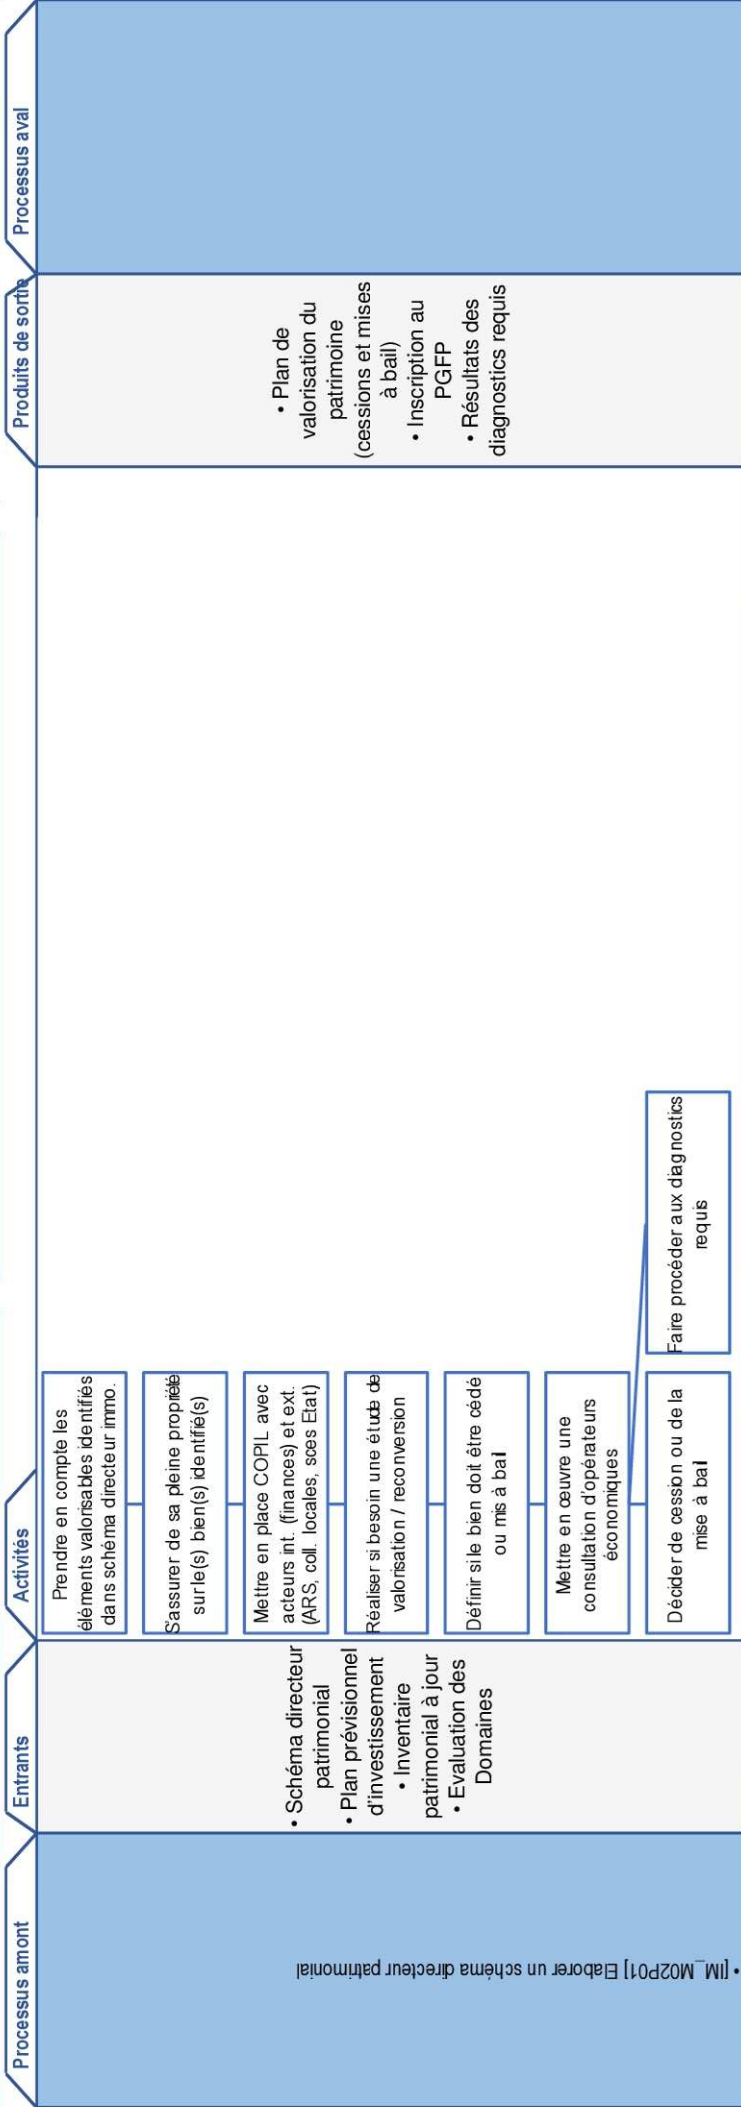 Processus amont
Entrants
Activités
Produits de sortie
Processus aval
• [IM_M02P01] Elaborer un schéma directeur patrimonial
• Schéma directeur
patrimonial
• Plan prévisionnel
d'investissement
• Inventaire
patrimonial à jour
• Evaluation des
Domaines
Prendre en compte les
éléments valorisables identifiés
dans schéma directeur immo.
S'assurer de sa pleine propriété
sur le(s) bien(s) identifié(s)
Mettre en place COPIL avec
acteurs int. (finances) et ext.
(ARS, coll. locales, sces Etat)
Réaliser si besoin une étude de
valorisation / reconversion
Définir si le bien doit être cédé
ou mis à bail
Mettre en œuvre une
consultation d'opérateurs
économiques
Décider de cession ou de la
mise à bail
Faire procéder aux diagnostics
requis
• Plan de
valorisation du
patrimoine
(cessions et mises
à bail)
• Inscription au
PGFP
• Résultats des
diagnostics requis